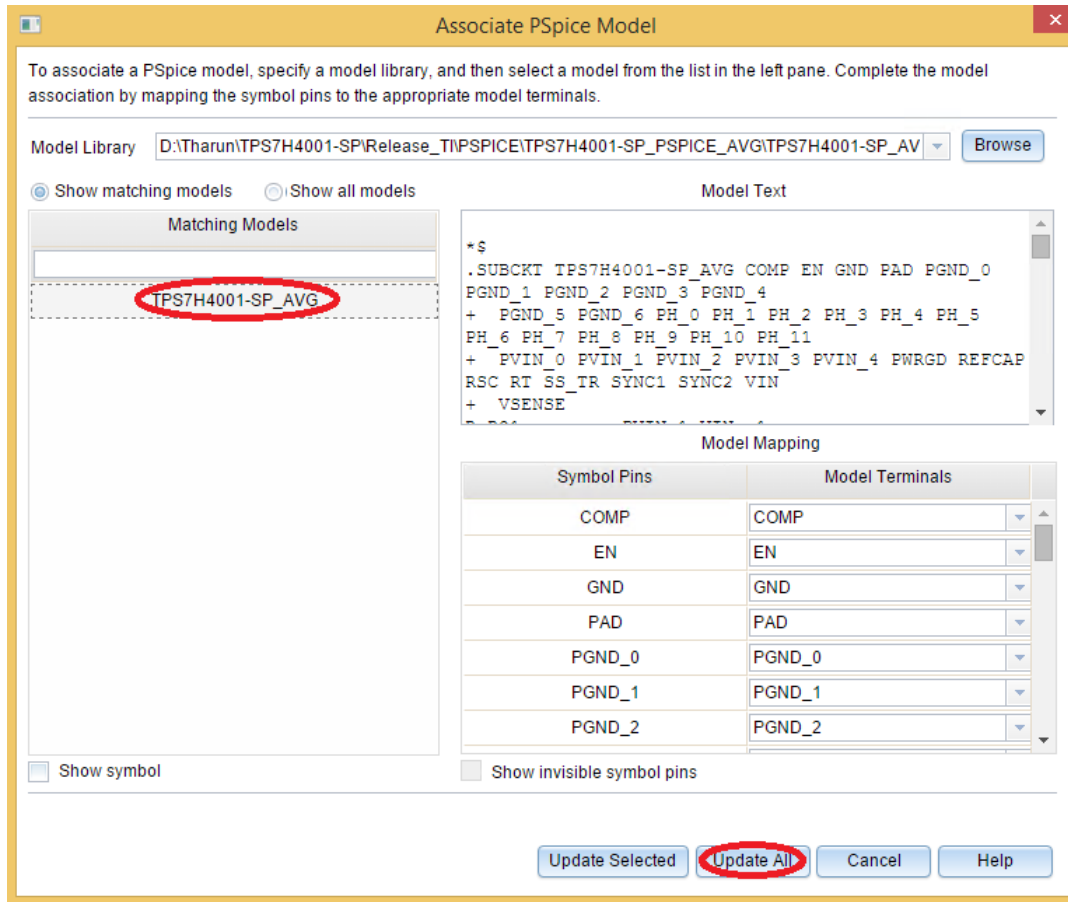 Associate PSpice Model
To associate a PSpice model, specify a model library, and then select a model from the list in the left pane. Complete the model
association by mapping the symbol pins to the appropriate model terminals.
Model Library D:\Tharun\TPS7H4001-SP\Release_TI\PSPICE\TPS7H4001-SP_PSPICE_AVG\TPS7H4001-SP_AV Browse
Show matching models Show all models
Matching Models
TPS7H4001-SP_AVG
Model Text
*$
.SUBCKT TPS7H4001-SP_AVG COMP EN GND PAD PGND_0
PGND_1 PGND_2 PGND_3 PGND_4
+ PGND_5 PGND_6 PH_0 PH_1 PH_2 PH_3 PH_4 PH_5
PH_6 PH_7 PH_8 PH_9 PH_10 PH_11
+ PVIN_0 PVIN_1 PVIN_2 PVIN_3 PVIN_4 PWRGD REFCAP
RSC RT SS_TR SYNC1 SYNC2 VIN
+ VSENSE
Model Mapping
Symbol Pins Model Terminals
COMP COMP
EN EN
GND GND
PAD PAD
PGND_0 PGND_0
PGND_1 PGND_1
PGND_2 PGND_2
Show symbol
Show invisible symbol pins
Update Selected Update All Cancel Help